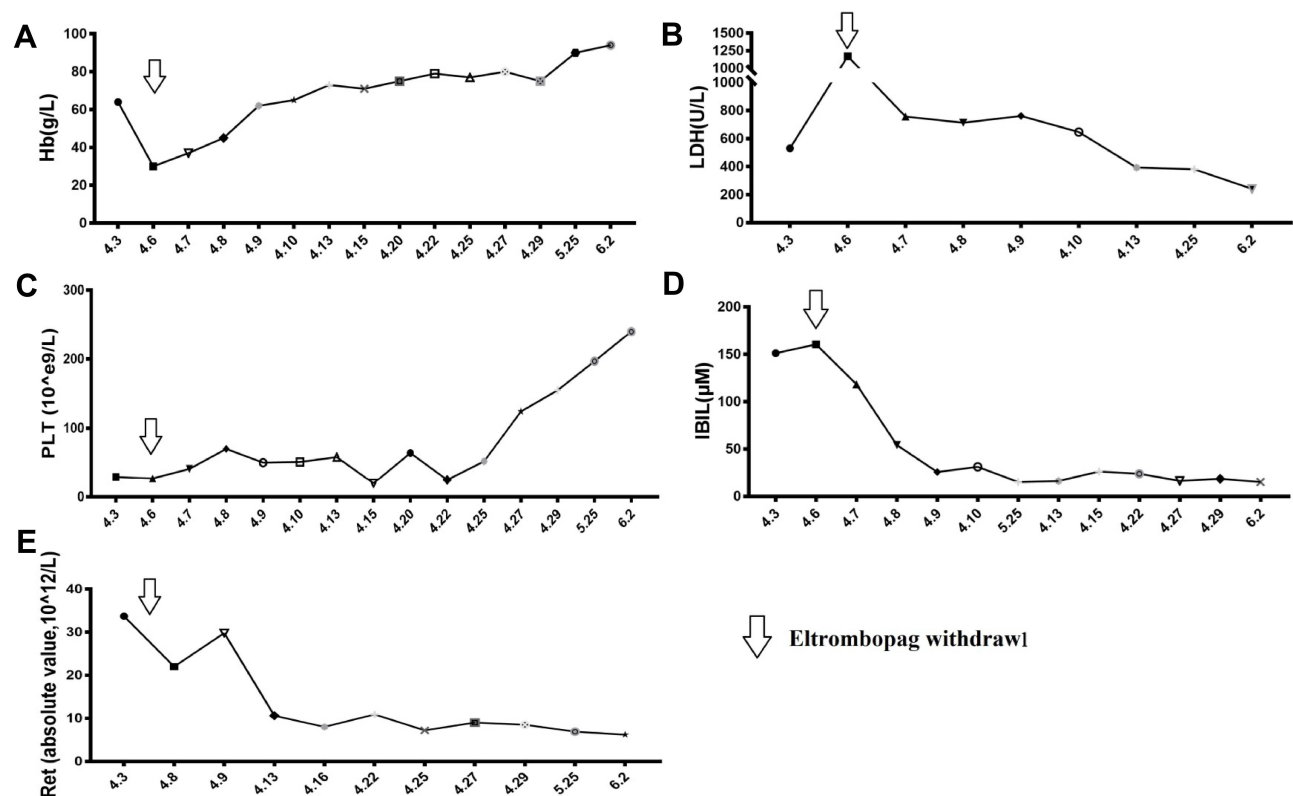 A
Hb(g/L)
100
80
60
40
20
0
4.3 4.6 4.7 4.8 4.9 4.10 4.13 4.15 4.20 4.22 4.25 4.27 4.29 5.25 6.2
B
LDH(U/L)
1500
1250
1000
1000
800
600
400
200
0
4.3 4.6 4.7 4.8 4.9 4.10 4.13 4.25 6.2
C
PLT (10^e9/L)
300
200
100
0
4.3 4.6 4.7 4.8 4.9 4.10 4.13 4.15 4.20 4.22 4.25 4.27 4.29 5.25 6.2
D
IBIL(μM)
200
150
100
50
0
4.3 4.6 4.7 4.8 4.9 4.10 5.25 4.13 4.15 4.22 4.27 4.29 6.2
E
Ret (absolute value,10^12/L)
40
30
20
10
0
4.3 4.8 4.9 4.13 4.16 4.22 4.25 4.27 4.29 5.25 6.2
Eltrombopag withdrawl